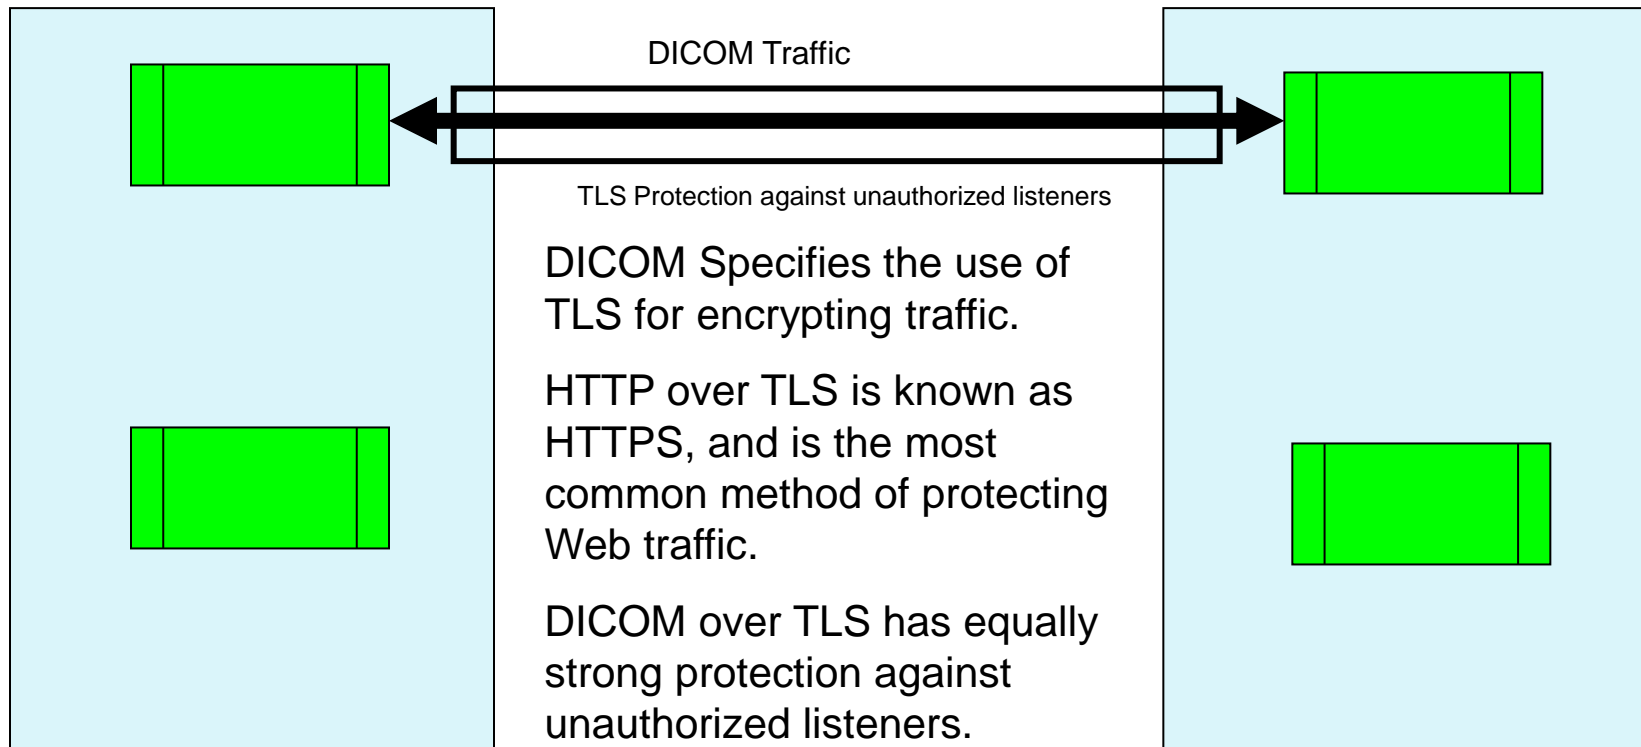 DICOM Traffic
TLS Protection against unauthorized listeners
DICOM Specifies the use of
TLS for encrypting traffic.
HTTP over TLS is known as
HTTPS, and is the most
common method of protecting
Web traffic.
DICOM over TLS has equally
strong protection against
unauthorized listeners.